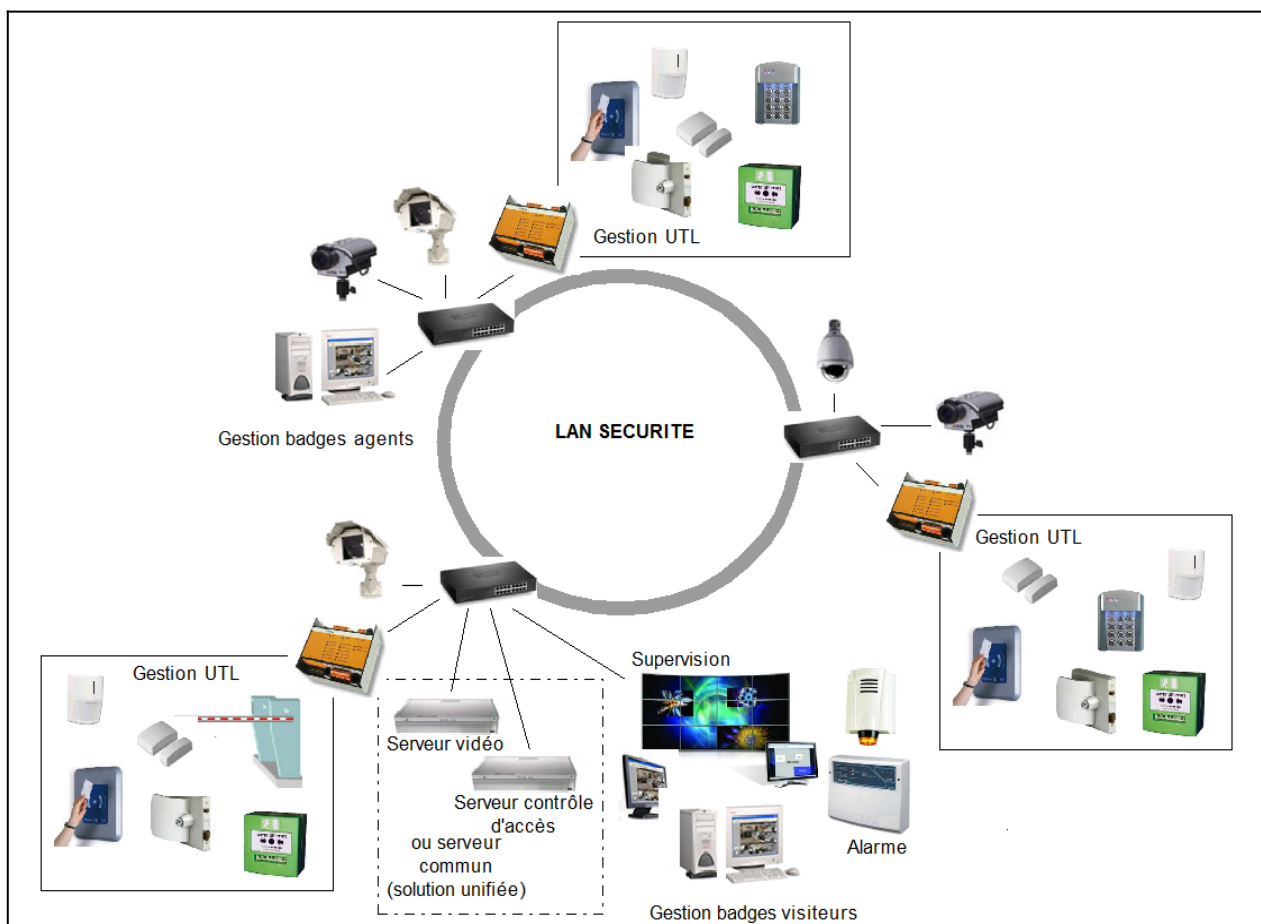 Gestion UTL
LAN SECURITE
Gestion badges agents
Gestion UTL
Gestion UTL
Supervision
Serveur vidéo
Serveur contrôle
d'accès
ou serveur
commun
(solution unifiée)
Alarme
Gestion badges visiteurs